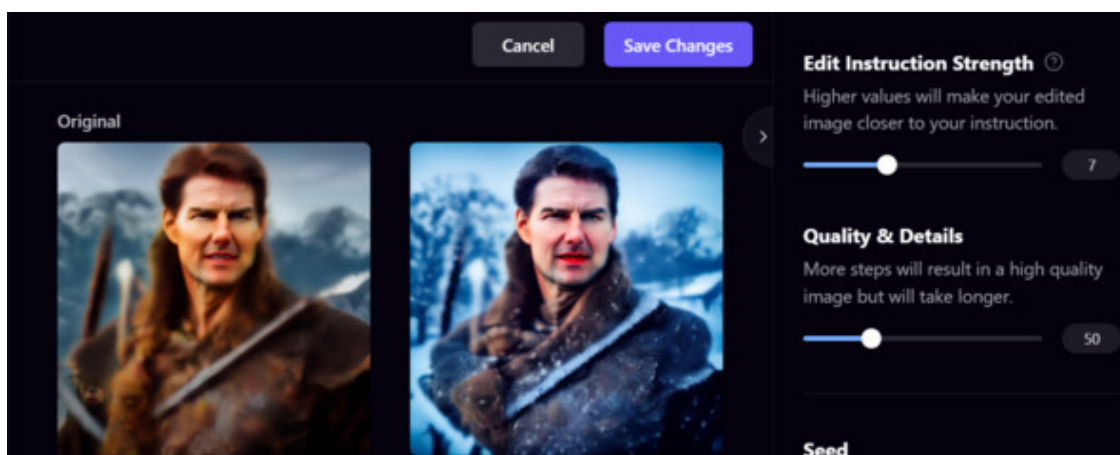 Cancel
Save Changes
Original
Edit Instruction Strength
Higher values will make your edited
image closer to your instruction.
7
Quality & Details
More steps will result in a high quality
image but will take longer.
50
Seed